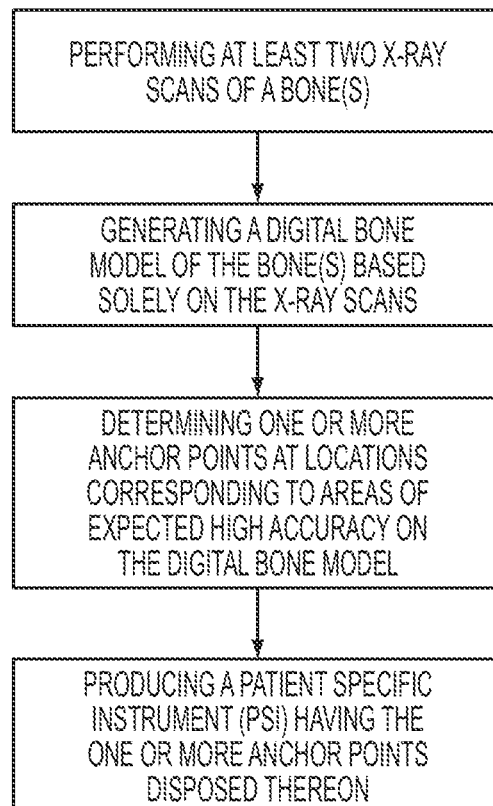 PERFORMING AT LEAST TWO X-RAY
SCANS OF A BONE(S)
GENERATING A DIGITAL BONE
MODEL OF THE BONE(S) BASED
SOLELY ON THE X-RAY SCANS
DETERMINING ONE OR MORE
ANCHOR POINTS AT LOCATIONS
CORRESPONDING TO AREAS OF
EXPECTED HIGH ACCURACY ON
THE DIGITAL BONE MODEL
PRODUCING A PATIENT SPECIFIC
INSTRUMENT (PSI) HAVING THE
ONE OR MORE ANCHOR POINTS
DISPOSED THEREON